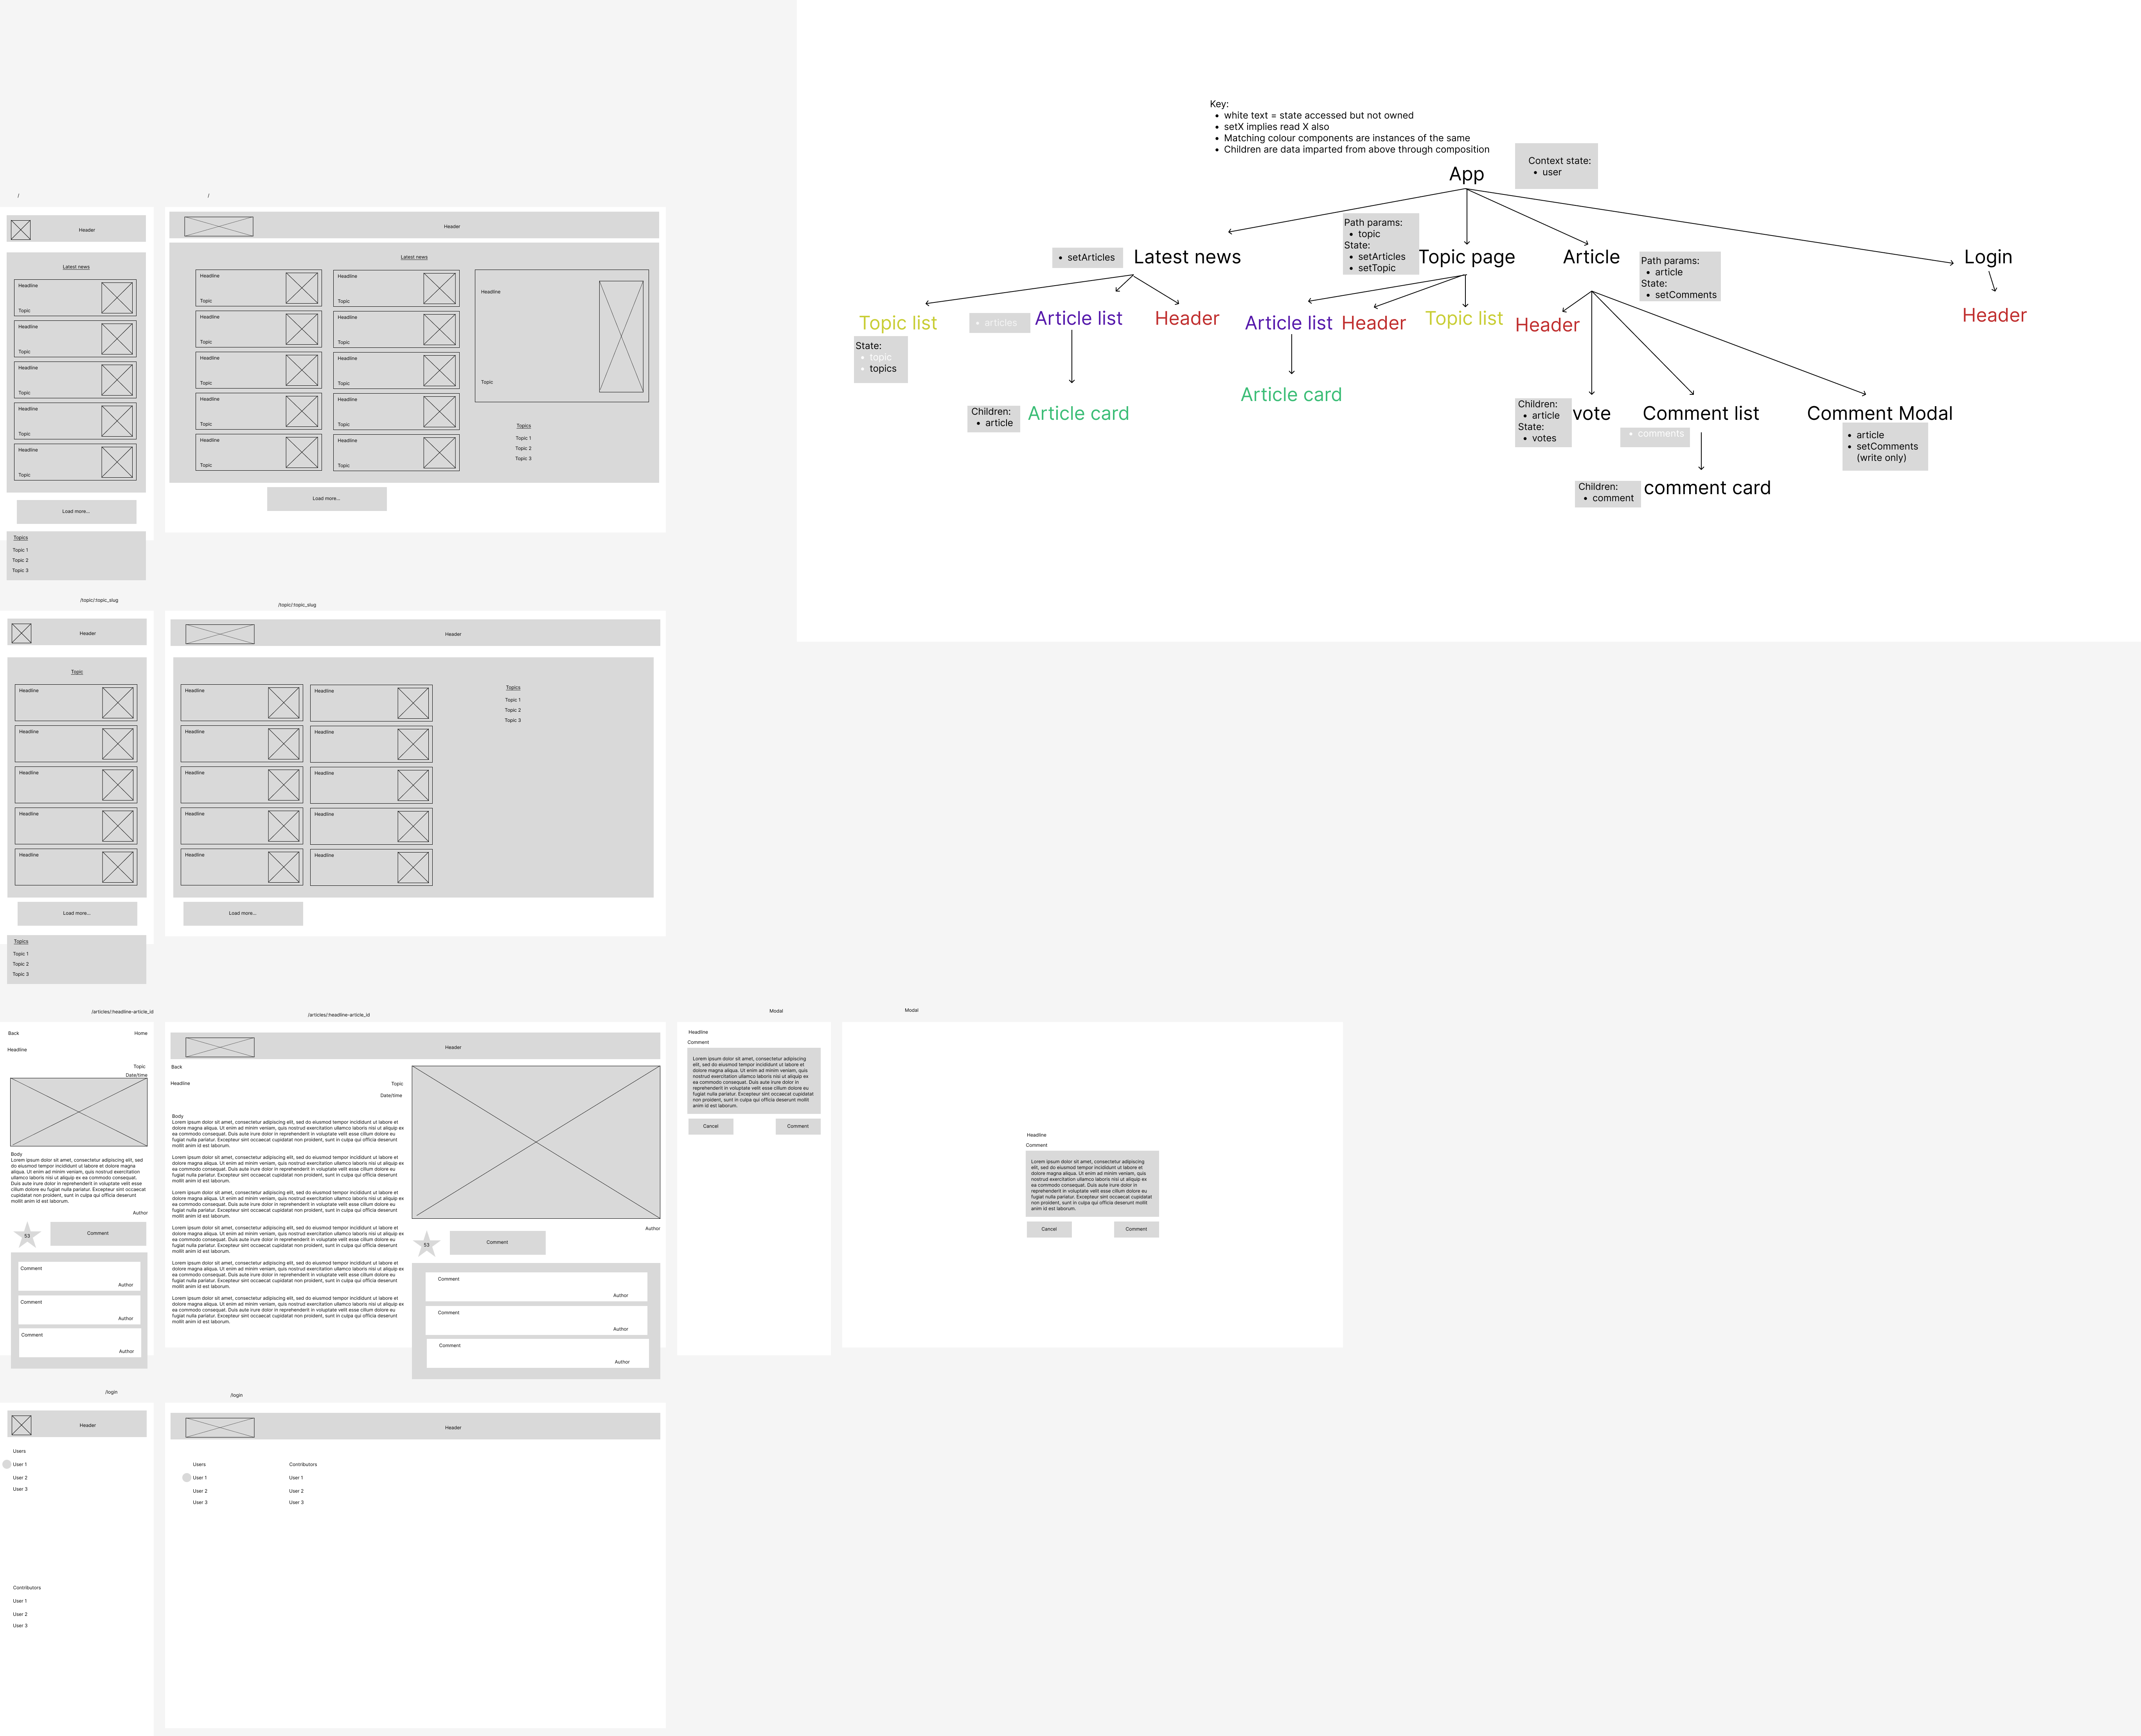 Key:
white text = state accessed but not owned
setX implies read X also
Matching colour components are instances of the same
Children are data imparted from above through composition
App
Context state:
user
setArticles
Latest news
Path params:
topic
State:
setArticles
setTopic
Topic page
Article
Path params:
article
State:
setComments
Login
Topic list
State:
topic
topics
articles
Article list
Header
Article list
Header
Topic list
Header
Header
Children:
article
Article card
Article card
Children:
article
State:
votes
vote
comments
Comment list
Comment Modal
article
setComments
(write only)
Children:
comment
comment card
/
Header
Latest news
Headline
Topic
Headline
Topic
Headline
Topic
Headline
Topic
Headline
Topic
Load more...
Topics
Topic 1
Topic 2
Topic 3
/
Header
Latest news
Headline
Topic
Headline
Topic
Headline
Topic
Headline
Topic
Headline
Topic
Headline
Topic
Headline
Topic
Headline
Topic
Headline
Topic
Headline
Topic
Headline
Topic
Topics
Topic 1
Topic 2
Topic 3
Load more...
/topic/:topic_slug
Header
Topic
Headline
Headline
Headline
Headline
Headline
Load more...
Topics
Topic 1
Topic 2
Topic 3
/topic/:topic_slug
Header
Headline
Headline
Headline
Headline
Headline
Headline
Headline
Headline
Headline
Headline
Topics
Topic 1
Topic 2
Topic 3
Load more...
/articles/:headline-article_id
Back
Home
Headline
Topic
Date/time
Body
Lorem ipsum dolor sit amet, consectetur adipiscing elit, sed
do eiusmod tempor incididunt ut labore et dolore magna
aliqua. Ut enim ad minim veniam, quis nostrud exercitation
ullamco laboris nisi ut aliquip ex ea commodo consequat.
Duis aute irure dolor in reprehenderit in voluptate velit esse
cillum dolore eu fugiat nulla pariatur. Excepteur sint occaecat
cupidatat non proident, sunt in culpa qui officia deserunt
mollit anim id est laborum.
Author
53
Comment
Comment
Author
Comment
Author
Comment
Author
/articles/:headline-article_id
Header
Back
Headline
Topic
Date/time
Body
Lorem ipsum dolor sit amet, consectetur adipiscing elit, sed do eiusmod tempor incididunt ut labore et
dolore magna aliqua. Ut enim ad minim veniam, quis nostrud exercitation ullamco laboris nisi ut aliquip ex
ea commodo consequat. Duis aute irure dolor in reprehenderit in voluptate velit esse cillum dolore eu
fugiat nulla pariatur. Excepteur sint occaecat cupidatat non proident, sunt in culpa qui officia deserunt
mollit anim id est laborum.
Lorem ipsum dolor sit amet, consectetur adipiscing elit, sed do eiusmod tempor incididunt ut labore et
dolore magna aliqua. Ut enim ad minim veniam, quis nostrud exercitation ullamco laboris nisi ut aliquip ex
ea commodo consequat. Duis aute irure dolor in reprehenderit in voluptate velit esse cillum dolore eu
fugiat nulla pariatur. Excepteur sint occaecat cupidatat non proident, sunt in culpa qui officia deserunt
mollit anim id est laborum.
Lorem ipsum dolor sit amet, consectetur adipiscing elit, sed do eiusmod tempor incididunt ut labore et
dolore magna aliqua. Ut enim ad minim veniam, quis nostrud exercitation ullamco laboris nisi ut aliquip ex
ea commodo consequat. Duis aute irure dolor in reprehenderit in voluptate velit esse cillum dolore eu
fugiat nulla pariatur. Excepteur sint occaecat cupidatat non proident, sunt in culpa qui officia deserunt
mollit anim id est laborum.
Lorem ipsum dolor sit amet, consectetur adipiscing elit, sed do eiusmod tempor incididunt ut labore et
dolore magna aliqua. Ut enim ad minim veniam, quis nostrud exercitation ullamco laboris nisi ut aliquip ex
ea commodo consequat. Duis aute irure dolor in reprehenderit in voluptate velit esse cillum dolore eu
fugiat nulla pariatur. Excepteur sint occaecat cupidatat non proident, sunt in culpa qui officia deserunt
mollit anim id est laborum.
Lorem ipsum dolor sit amet, consectetur adipiscing elit, sed do eiusmod tempor incididunt ut labore et
dolore magna aliqua. Ut enim ad minim veniam, quis nostrud exercitation ullamco laboris nisi ut aliquip ex
ea commodo consequat. Duis aute irure dolor in reprehenderit in voluptate velit esse cillum dolore eu
fugiat nulla pariatur. Excepteur sint occaecat cupidatat non proident, sunt in culpa qui officia deserunt
mollit anim id est laborum.
Lorem ipsum dolor sit amet, consectetur adipiscing elit, sed do eiusmod tempor incididunt ut labore et
dolore magna aliqua. Ut enim ad minim veniam, quis nostrud exercitation ullamco laboris nisi ut aliquip ex
ea commodo consequat. Duis aute irure dolor in reprehenderit in voluptate velit esse cillum dolore eu
fugiat nulla pariatur. Excepteur sint occaecat cupidatat non proident, sunt in culpa qui officia deserunt
mollit anim id est laborum.
Author
53
Comment
Comment
Author
Comment
Author
Comment
Author
Modal
Headline
Comment
Lorem ipsum dolor sit amet, consectetur adipiscing
elit, sed do eiusmod tempor incididunt ut labore et
dolore magna aliqua. Ut enim ad minim veniam, quis
nostrud exercitation ullamco laboris nisi ut aliquip ex
ea commodo consequat. Duis aute irure dolor in
reprehenderit in voluptate velit esse cillum dolore eu
fugiat nulla pariatur. Excepteur sint occaecat cupidatat
non proident, sunt in culpa qui officia deserunt mollit
anim id est laborum.
Cancel
Comment
Modal
Headline
Comment
Lorem ipsum dolor sit amet, consectetur adipiscing
elit, sed do eiusmod tempor incididunt ut labore et
dolore magna aliqua. Ut enim ad minim veniam, quis
nostrud exercitation ullamco laboris nisi ut aliquip ex
ea commodo consequat. Duis aute irure dolor in
reprehenderit in voluptate velit esse cillum dolore eu
fugiat nulla pariatur. Excepteur sint occaecat cupidatat
non proident, sunt in culpa qui officia deserunt mollit
anim id est laborum.
Cancel
Comment
/login
Header
Users
User 1
User 2
User 3
Contributors
User 1
User 2
User 3
/login
Header
Users
User 1
User 2
User 3
Contributors
User 1
User 2
User 3